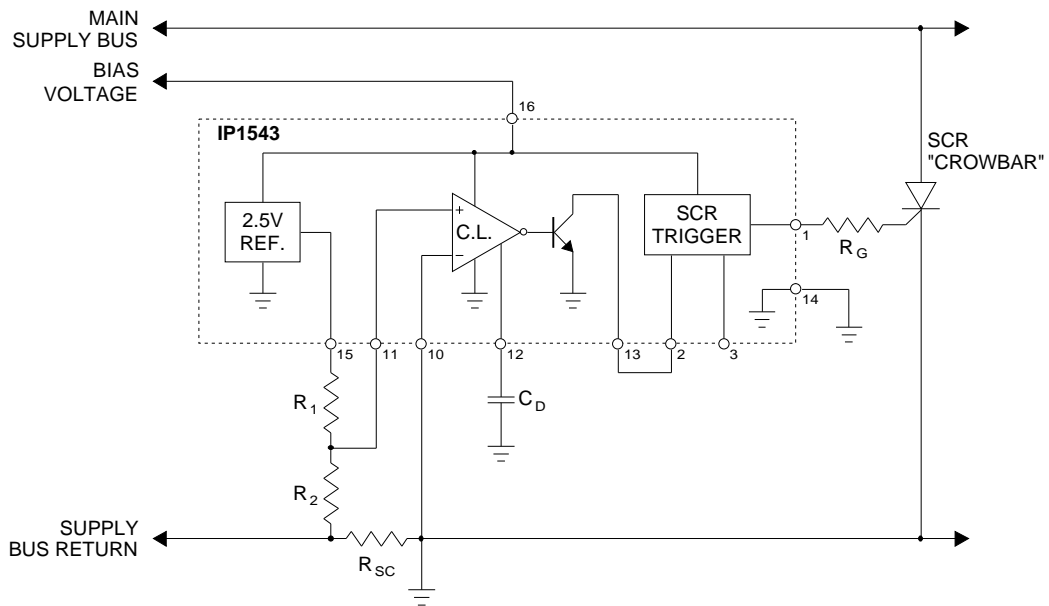 MAIN
SUPPLY BUS
BIAS
VOLTAGE
16
IP1543
SCR
"CROWBAR"
2.5V
REF.
+
C.L.
−
SCR
TRIGGER
1
R G
14
15
11
10
12
13
2
3
R 1
C D
R 2
SUPPLY
BUS RETURN
R SC